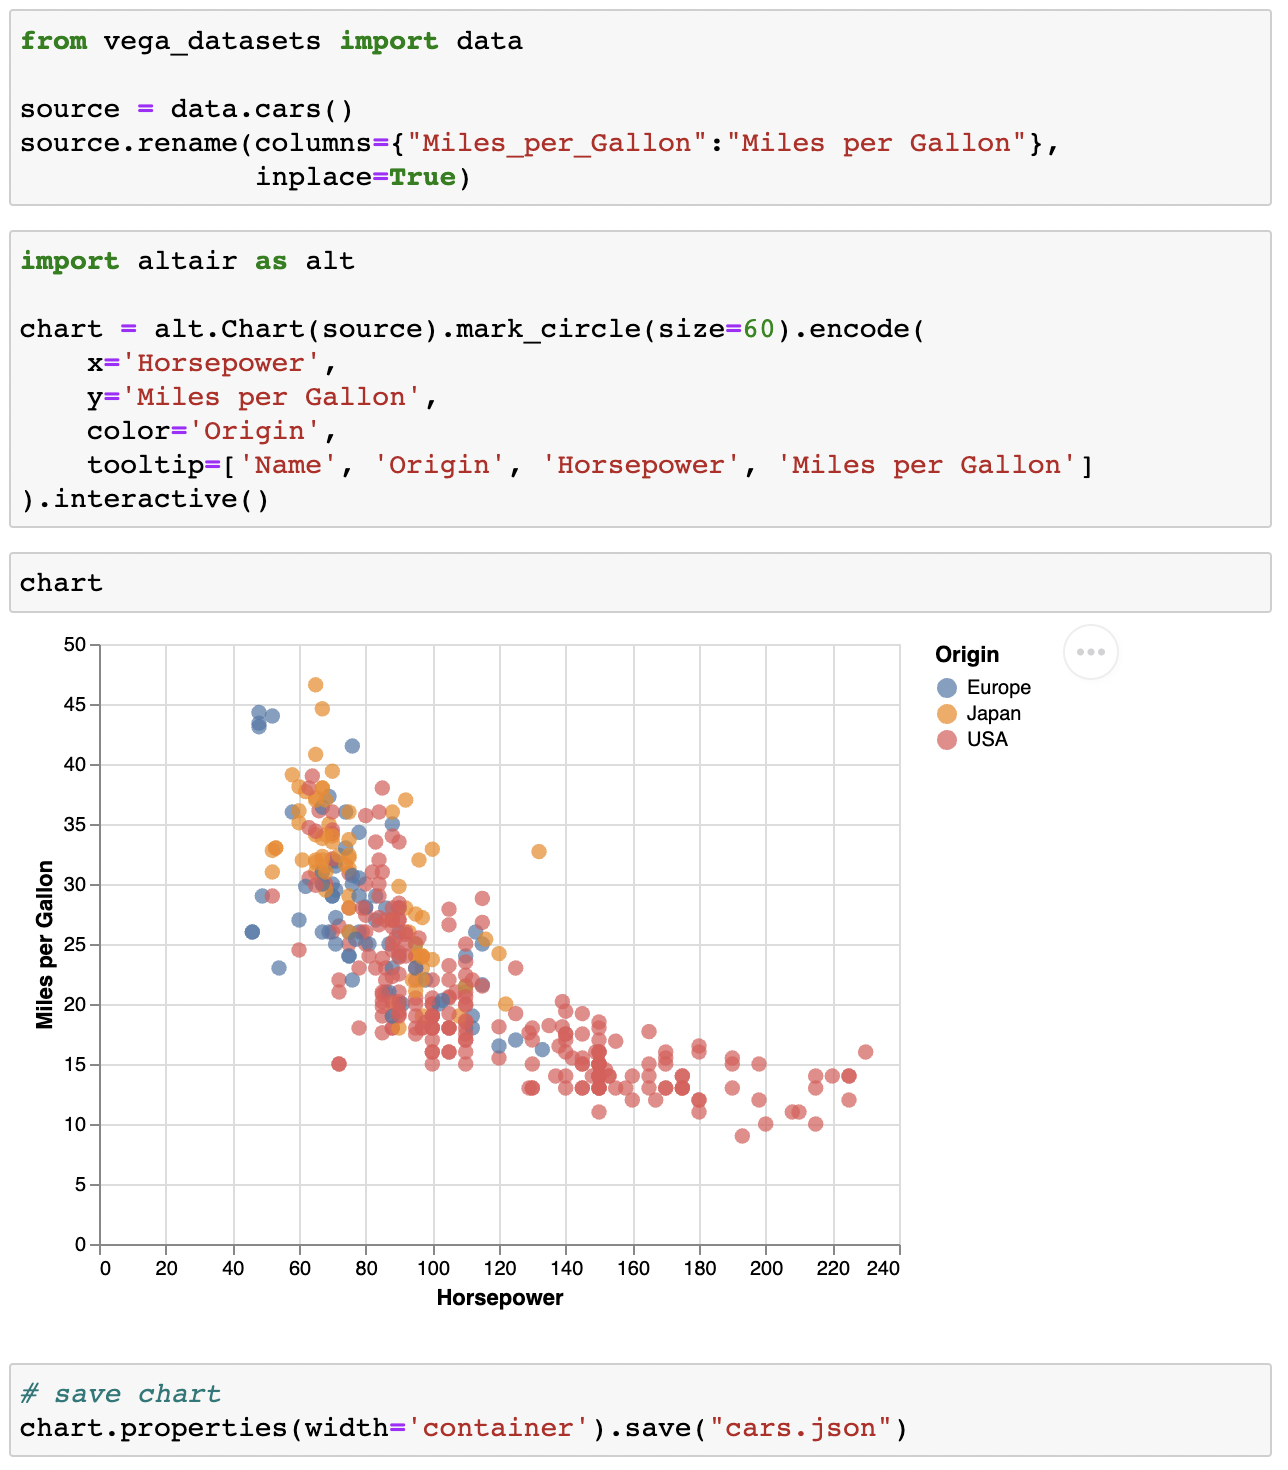 from vega_datasets import data
source = data.cars()
source.rename(columns={"Miles_per_Gallon":"Miles per Gallon"},
              inplace=True)
import altair as alt
chart = alt.Chart(source).mark_circle(size=60).encode(
    x='Horsepower',
    y='Miles per Gallon',
    color='Origin',
    tooltip=['Name', 'Origin', 'Horsepower', 'Miles per Gallon']
).interactive()
chart
50
45
40
35
30
25
20
15
10
5
0
Miles per Gallon
0 20 40 60 80 100 120 140 160 180 200 220 240
Horsepower
Origin
Europe
Japan
USA
# save chart
chart.properties(width='container').save("cars.json")